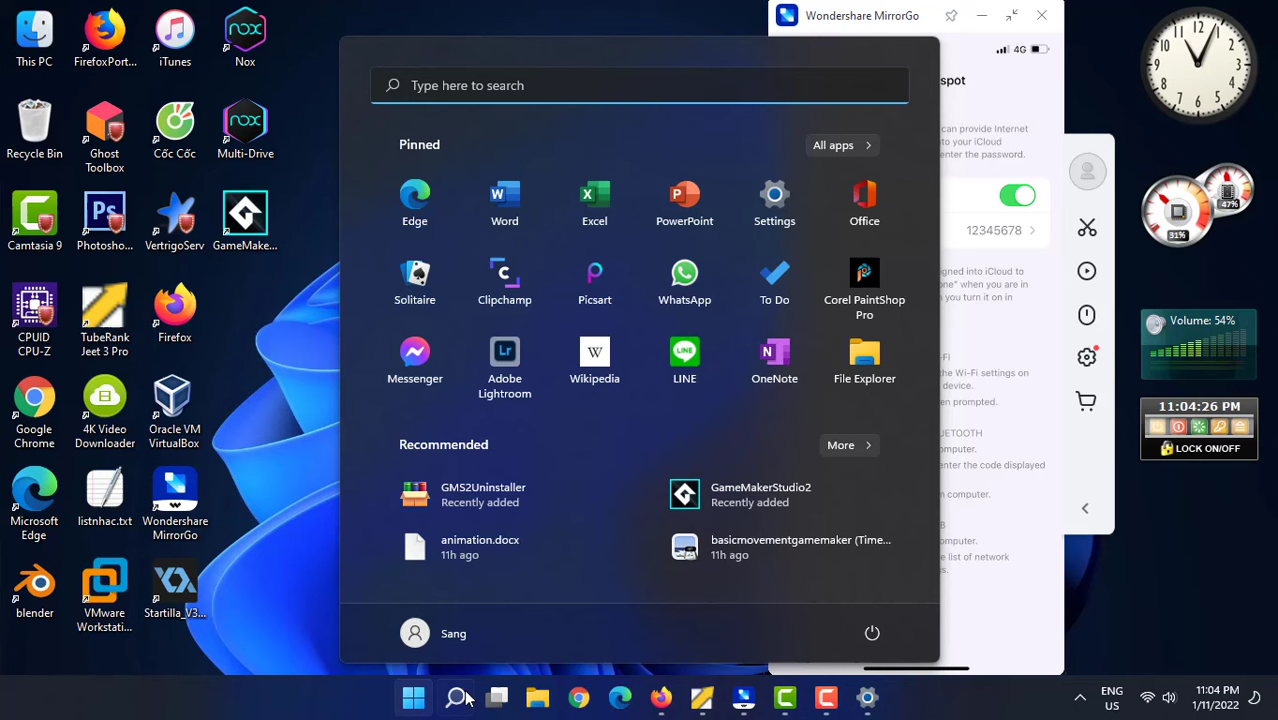 This PC
FirefoxPort...
iTunes
Nox
Recycle Bin
Ghost
Toolbox
Cốc Cốc
Multi-Drive
Camtasia 9
Photosho...
VertrigoServ
GameMake...
CPUID
CPU-Z
TubeRank
Jeet 3 Pro
Firefox
Google
Chrome
4K Video
Downloader
Oracle VM
VirtualBox
Microsoft
Edge
listnhac.txt
Wondershare
MirrorGo
blender
VMware
Workstati...
Startilla_V3...
Type here to search
Pinned
All apps
Edge
Word
Excel
PowerPoint
Settings
Office
Solitaire
Clipchamp
Picsart
WhatsApp
To Do
Corel PaintShop
Pro
Messenger
Adobe
Lightroom
Wikipedia
LINE
OneNote
File Explorer
Recommended
More
GMS2Uninstaller
Recently added
GameMakerStudio2
Recently added
animation.docx
11h ago
basicmovementgamemaker (Time...
11h ago
Sang
Wondershare MirrorGo
4G
spot
can provide Internet
to your iCloud
enter the password.
12345678
igned into iCloud to
one" when you are in
you turn it on in
-FI
the Wi-Fi settings on
device.
en prompted.
UETOOTH
omputer.
enter the code displayed
n computer.
B
omputer.
e list of network
s.
12
31%
47%
Volume: 54%
11:04:26 PM
LOCK ON/OFF
ENG
US
11:04 PM
1/11/2022